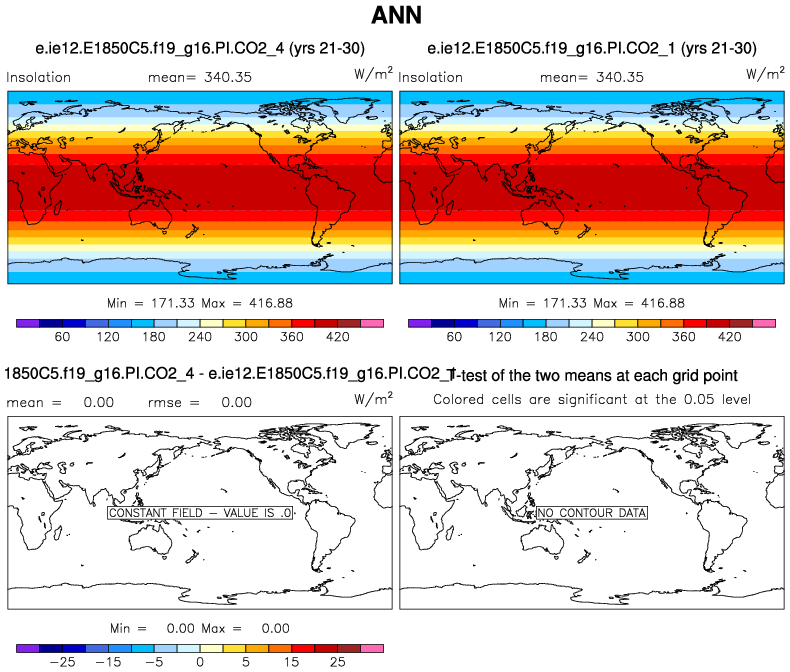 ANN
e.ie12.E1850C5.f19_g16.PI.CO2_4 (yrs 21-30)
e.ie12.E1850C5.f19_g16.PI.CO2_1 (yrs 21-30)
Insolation mean= 340.35 W/m²
Insolation mean= 340.35 W/m²
Min = 171.33 Max = 416.88
Min = 171.33 Max = 416.88
60 120 180 240 300 360 420
60 120 180 240 300 360 420
1850C5.f19_g16.PI.CO2_4 - e.ie12.E1850C5.f19_g16.PI.CO2_1
T-test of the two means at each grid point
mean = 0.00 rmse = 0.00 W/m²
Colored cells are significant at the 0.05 level
CONSTANT FIELD - VALUE IS .0
NO CONTOUR DATA
Min = 0.00 Max = 0.00
-25 -15 -5 0 5 15 25